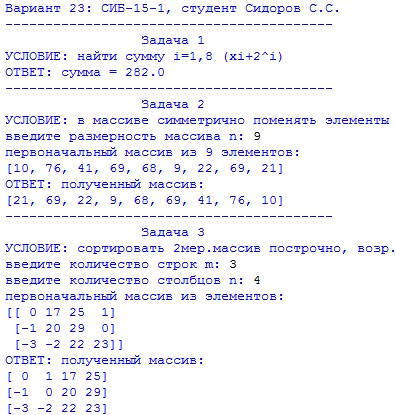 Вариант 23: СИБ-15-1, студент Сидоров С.С.
-----------------------------------------
Задача 1
УСЛОВИЕ: найти сумму i=1,8 (xi+2^i)
ОТВЕТ: сумма = 282.0
-----------------------------------------
Задача 2
УСЛОВИЕ: в массиве симметрично поменять элементы
введите размерность массива n: 9
первоначальный массив из 9 элементов:
[10, 76, 41, 69, 68, 9, 22, 69, 21]
ОТВЕТ: полученный массив:
[21, 69, 22, 9, 68, 69, 41, 76, 10]
-----------------------------------------
Задача 3
УСЛОВИЕ: сортировать 2мер.массив построчно, возр.
введите количество строк m: 3
введите количество столбцов n: 4
первоначальный массив из элементов:
[[ 0 17 25  1]
 [-1 20 29  0]
 [-3 -2 22 23]]
ОТВЕТ: полученный массив:
[ 0  1 17 25]
[-1  0 20 29]
[-3 -2 22 23]